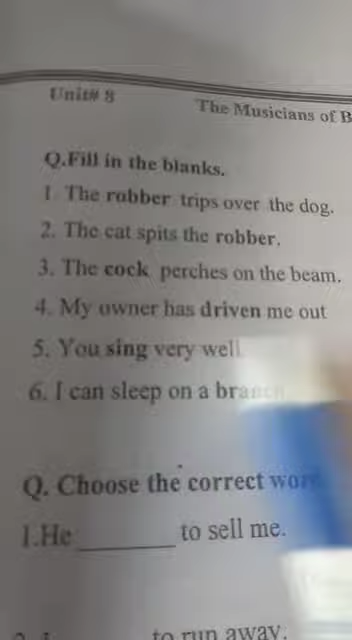 Unit# 8
The Musicians of B
Q.Fill in the blanks.
1 The robber trips over the dog.
2. The cat spits the robber.
3. The cock perches on the beam.
4. My owner has driven me out
5. You sing very well
6. I can sleep on a branch
Q. Choose the correct word
1.He ________ to sell me.
to run away.